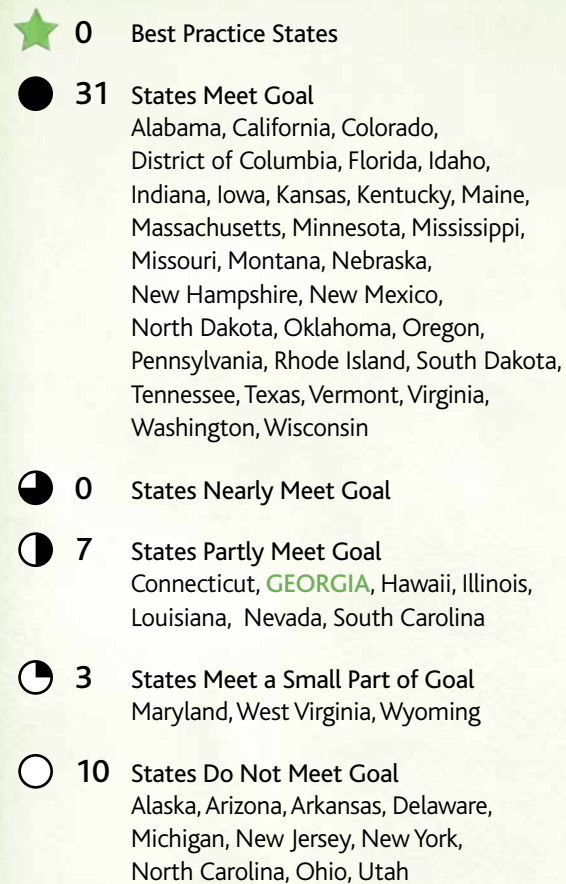 0 Best Practice States
31 States Meet Goal
Alabama, California, Colorado,
District of Columbia, Florida, Idaho,
Indiana, Iowa, Kansas, Kentucky, Maine,
Massachusetts, Minnesota, Mississippi,
Missouri, Montana, Nebraska,
New Hampshire, New Mexico,
North Dakota, Oklahoma, Oregon,
Pennsylvania, Rhode Island, South Dakota,
Tennessee, Texas, Vermont, Virginia,
Washington, Wisconsin
0 States Nearly Meet Goal
7 States Partly Meet Goal
Connecticut, GEORGIA, Hawaii, Illinois,
Louisiana, Nevada, South Carolina
3 States Meet a Small Part of Goal
Maryland, West Virginia, Wyoming
10 States Do Not Meet Goal
Alaska, Arizona, Arkansas, Delaware,
Michigan, New Jersey, New York,
North Carolina, Ohio, Utah